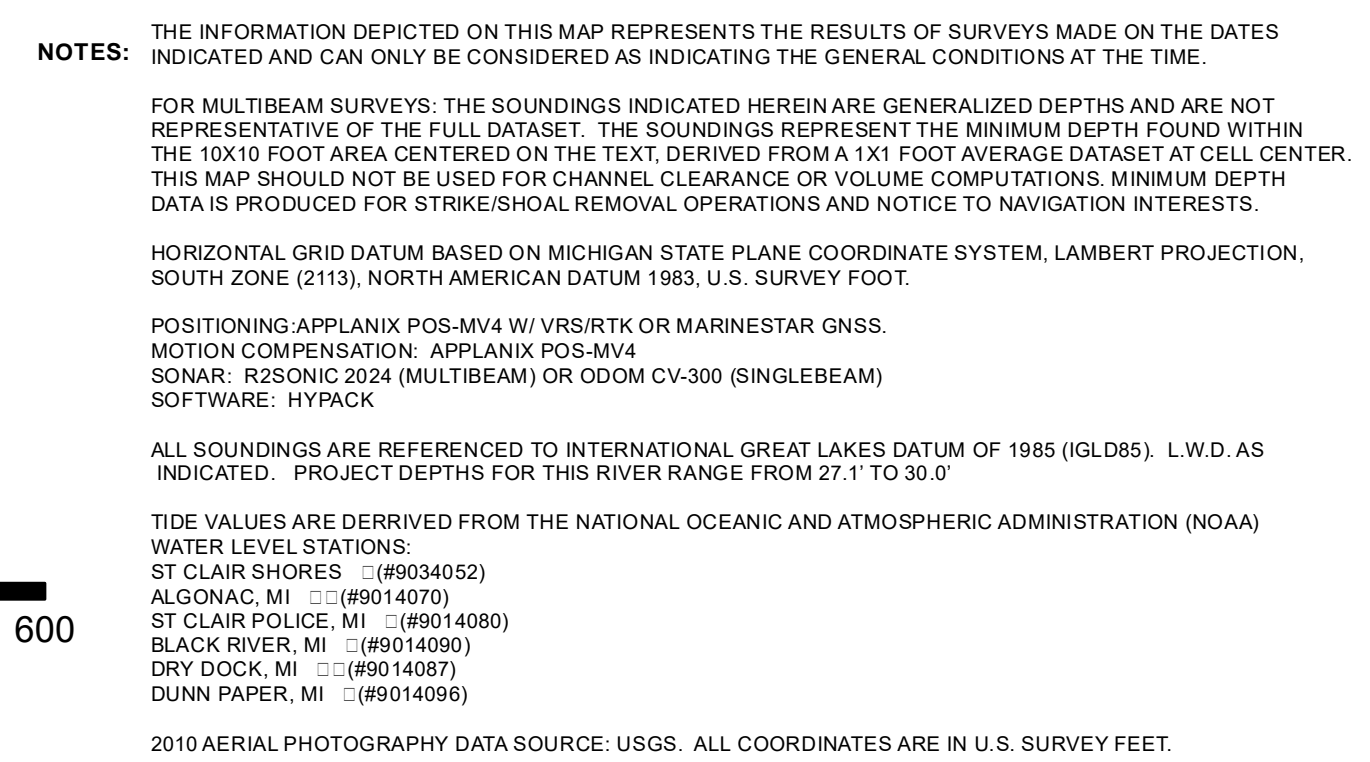 NOTES:
THE INFORMATION DEPICTED ON THIS MAP REPRESENTS THE RESULTS OF SURVEYS MADE ON THE DATES
INDICATED AND CAN ONLY BE CONSIDERED AS INDICATING THE GENERAL CONDITIONS AT THE TIME.
FOR MULTIBEAM SURVEYS: THE SOUNDINGS INDICATED HEREIN ARE GENERALIZED DEPTHS AND ARE NOT
REPRESENTATIVE OF THE FULL DATASET. THE SOUNDINGS REPRESENT THE MINIMUM DEPTH FOUND WITHIN
THE 10X10 FOOT AREA CENTERED ON THE TEXT, DERIVED FROM A 1X1 FOOT AVERAGE DATASET AT CELL CENTER.
THIS MAP SHOULD NOT BE USED FOR CHANNEL CLEARANCE OR VOLUME COMPUTATIONS. MINIMUM DEPTH
DATA IS PRODUCED FOR STRIKE/SHOAL REMOVAL OPERATIONS AND NOTICE TO NAVIGATION INTERESTS.
HORIZONTAL GRID DATUM BASED ON MICHIGAN STATE PLANE COORDINATE SYSTEM, LAMBERT PROJECTION,
SOUTH ZONE (2113), NORTH AMERICAN DATUM 1983, U.S. SURVEY FOOT.
POSITIONING:APPLANIX POS-MV4 W/ VRS/RTK OR MARINESTAR GNSS.
MOTION COMPENSATION: APPLANIX POS-MV4
SONAR: R2SONIC 2024 (MULTIBEAM) OR ODOM CV-300 (SINGLEBEAM)
SOFTWARE: HYPACK
ALL SOUNDINGS ARE REFERENCED TO INTERNATIONAL GREAT LAKES DATUM OF 1985 (IGLD85). L.W.D. AS
INDICATED. PROJECT DEPTHS FOR THIS RIVER RANGE FROM 27.1’ TO 30.0’
TIDE VALUES ARE DERRIVED FROM THE NATIONAL OCEANIC AND ATMOSPHERIC ADMINISTRATION (NOAA)
WATER LEVEL STATIONS:
ST CLAIR SHORES □(#9034052)
ALGONAC, MI □□(#9014070)
ST CLAIR POLICE, MI □(#9014080)
BLACK RIVER, MI □(#9014090)
DRY DOCK, MI □□(#9014087)
DUNN PAPER, MI □(#9014096)
2010 AERIAL PHOTOGRAPHY DATA SOURCE: USGS. ALL COORDINATES ARE IN U.S. SURVEY FEET.
600